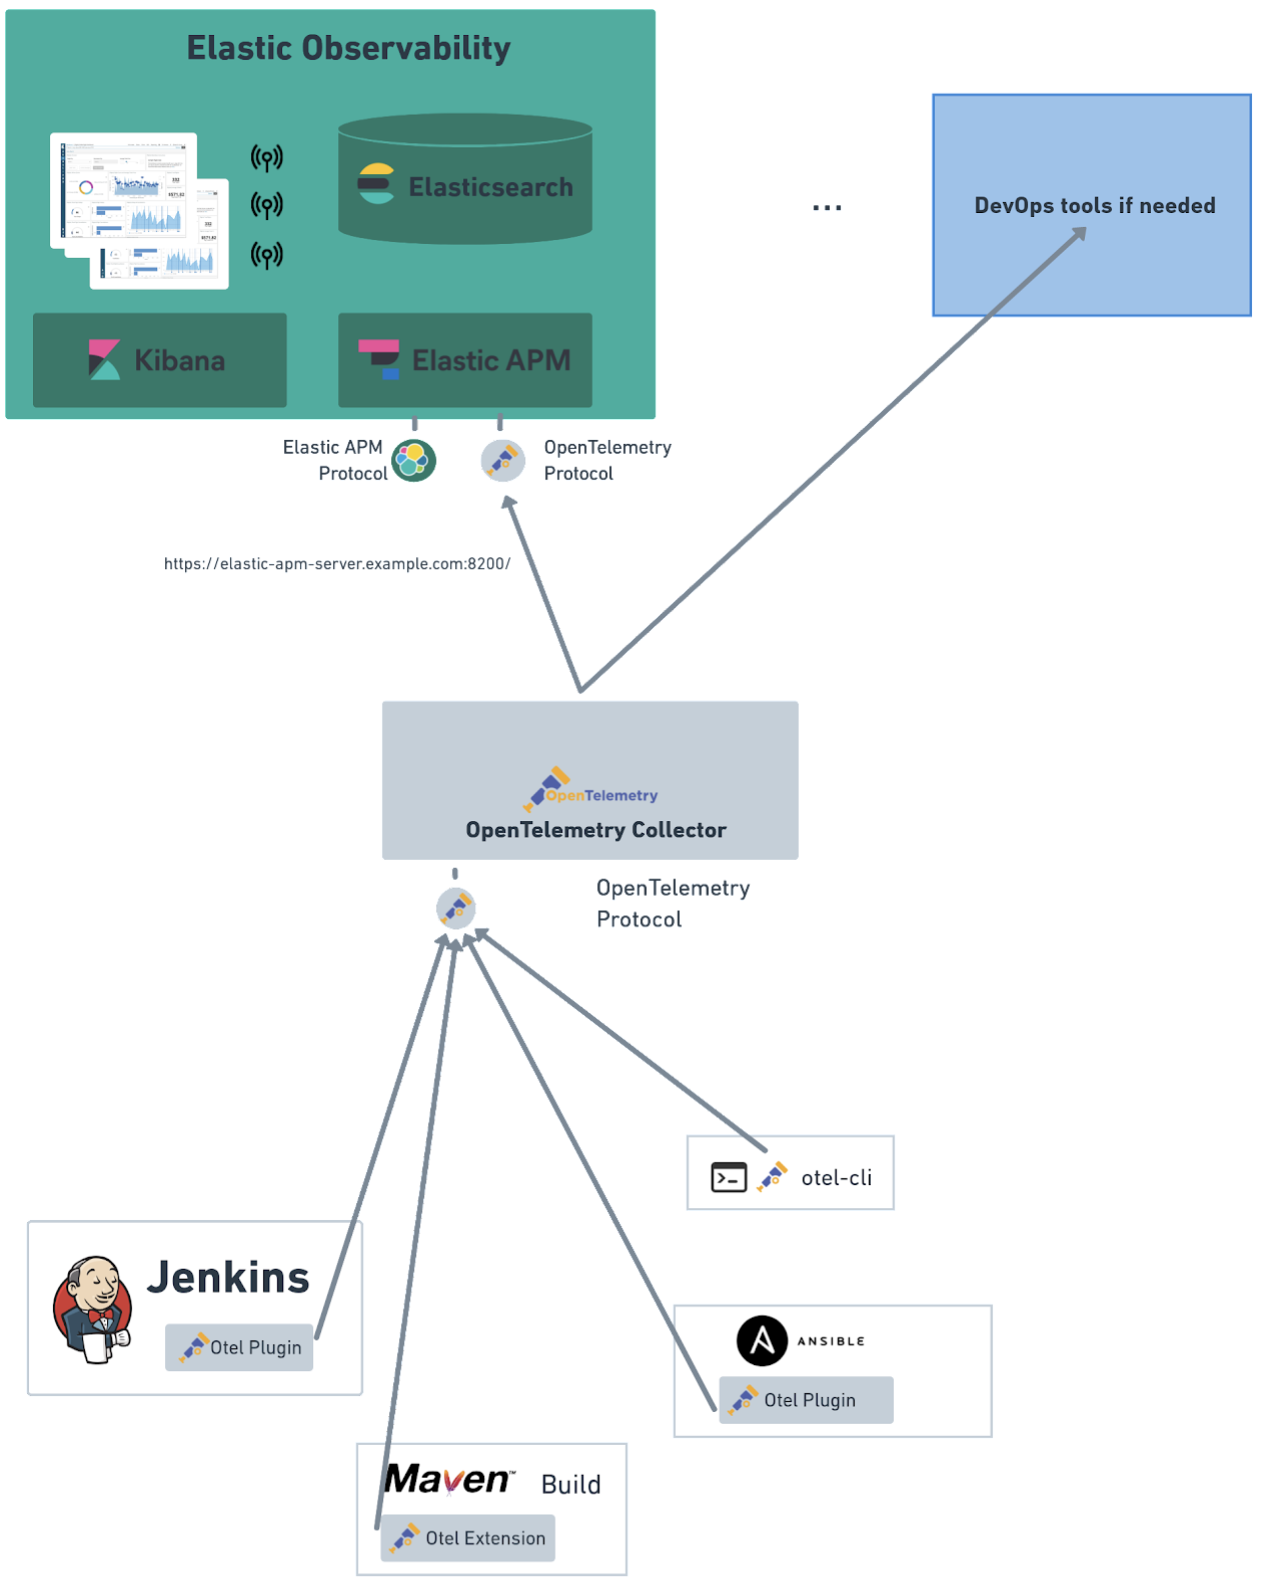 Elastic Observability
Elasticsearch
Kibana
Elastic APM
...
DevOps tools if needed
Elastic APM
Protocol
OpenTelemetry
Protocol
https://elastic-apm-server.example.com:8200/
OpenTelemetry
OpenTelemetry Collector
OpenTelemetry
Protocol
otel-cli
Jenkins
Otel Plugin
ANSIBLE
Otel Plugin
Maven™ Build
Otel Extension